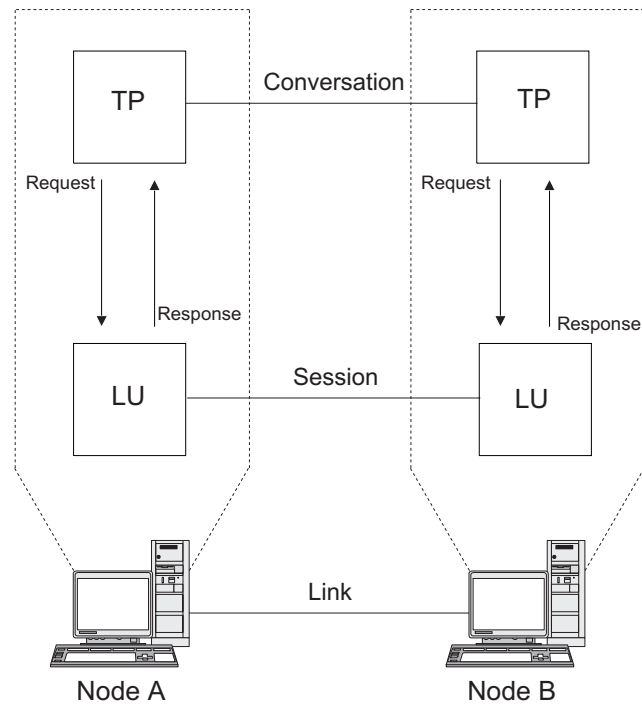 TP
Conversation
TP
Request
Request
Response
Response
LU
Session
LU
Link
Node A
Node B